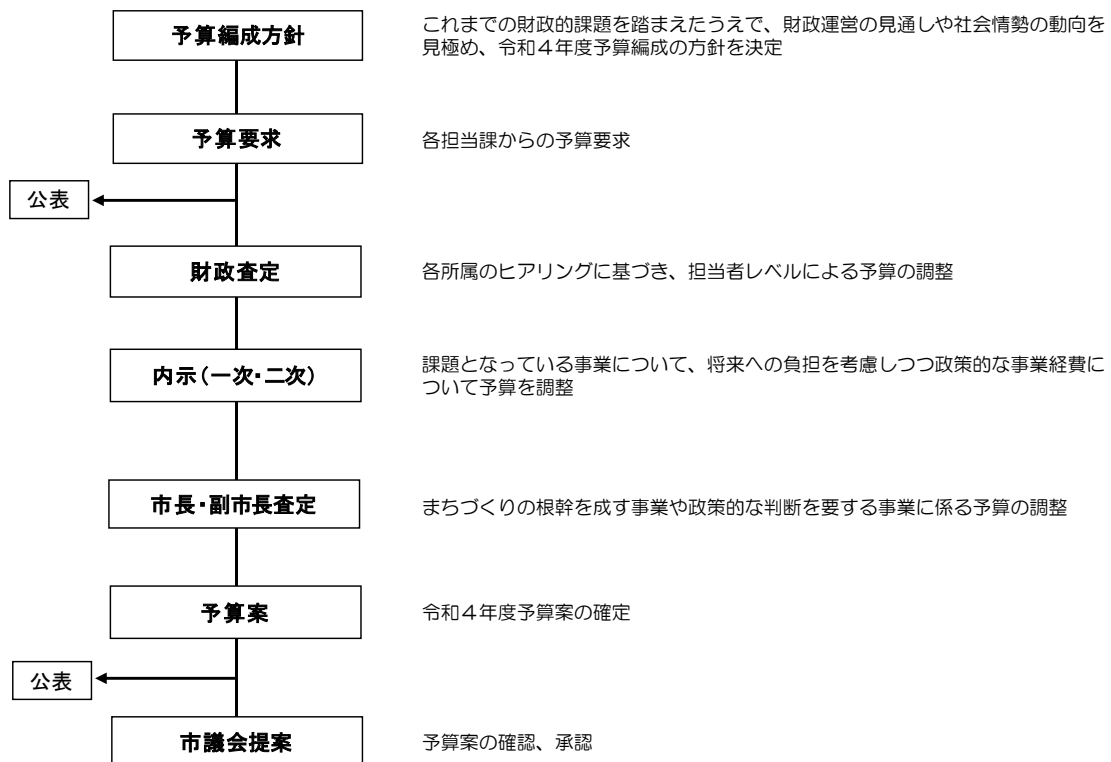 予算編成方針
これまでの財政的課題を踏まえたうえで、財政運営の見通しや社会情勢の動向を
見極め、令和４年度予算編成の方針を決定
予算要求
各担当課からの予算要求
公表
財政査定
各所属のヒアリングに基づき、担当者レベルによる予算の調整
内示（一次・二次）
課題となっている事業について、将来への負担を考慮しつつ政策的な事業経費に
ついて予算を調整
市長・副市長査定
まちづくりの根幹を成す事業や政策的な判断を要する事業に係る予算の調整
予算案
令和４年度予算案の確定
公表
市議会提案
予算案の確認、承認